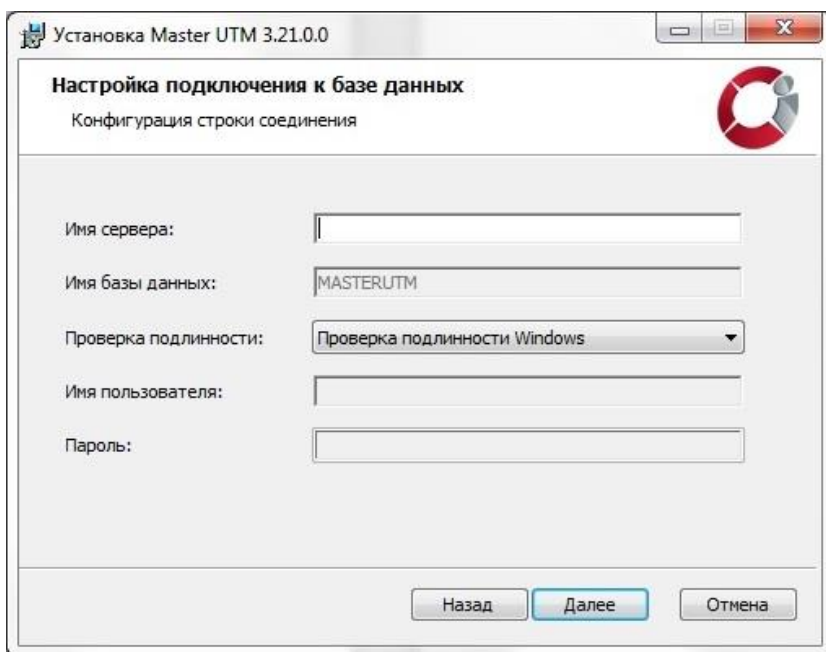 Установка Master UTM 3.21.0.0
Настройка подключения к базе данных
Конфигурация строки соединения
Имя сервера:
Имя базы данных: MASTERUTM
Проверка подлинности: Проверка подлинности Windows
Имя пользователя:
Пароль:
Назад Далее Отмена